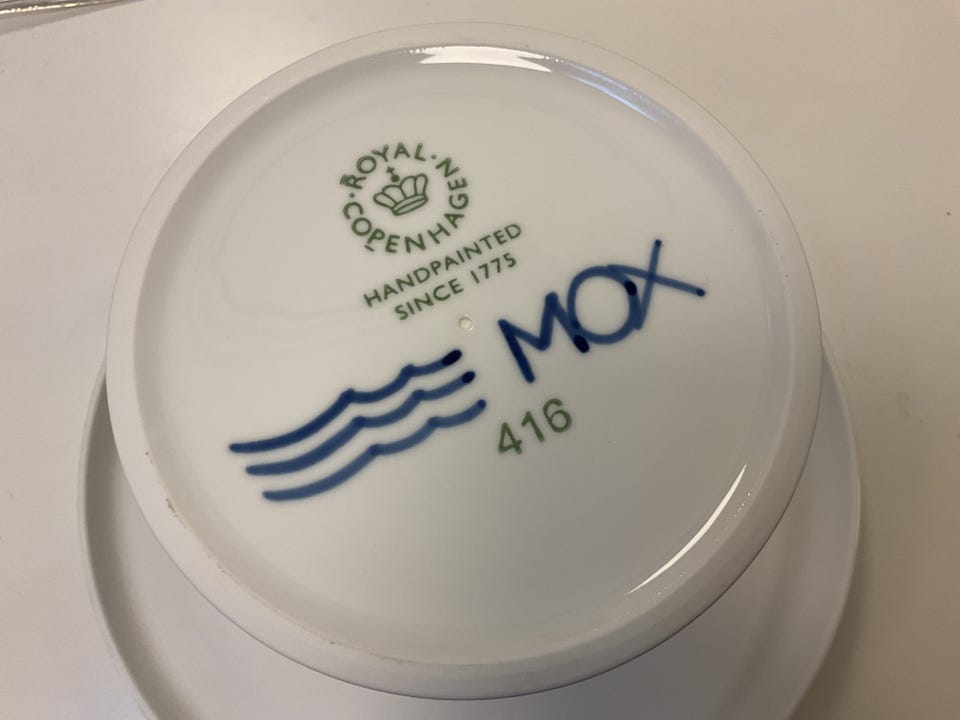 ROYAL · COPENHAGEN ·
HANDPAINTED
SINCE 1775
MOX
416